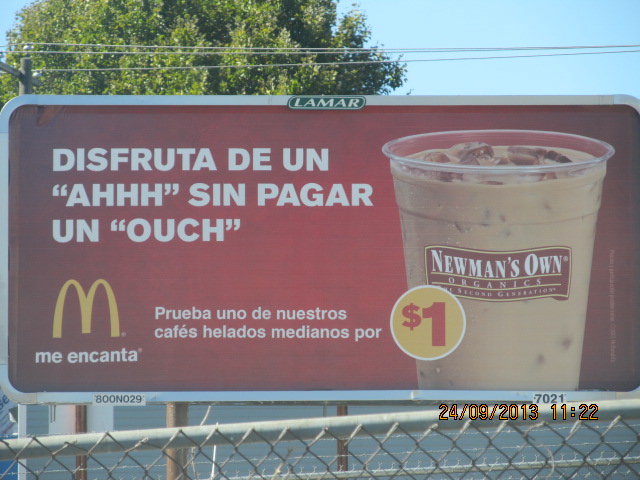 LAMAR
DISFRUTA DE UN
“AHHH” SIN PAGAR
UN “OUCH”
NEWMAN'S OWN®
ORGANICS
THE SECOND GENERATION®
$1
M
me encanta®
Prueba uno de nuestros
cafés helados medianos por
800N029
7021
24/09/2013 11:22